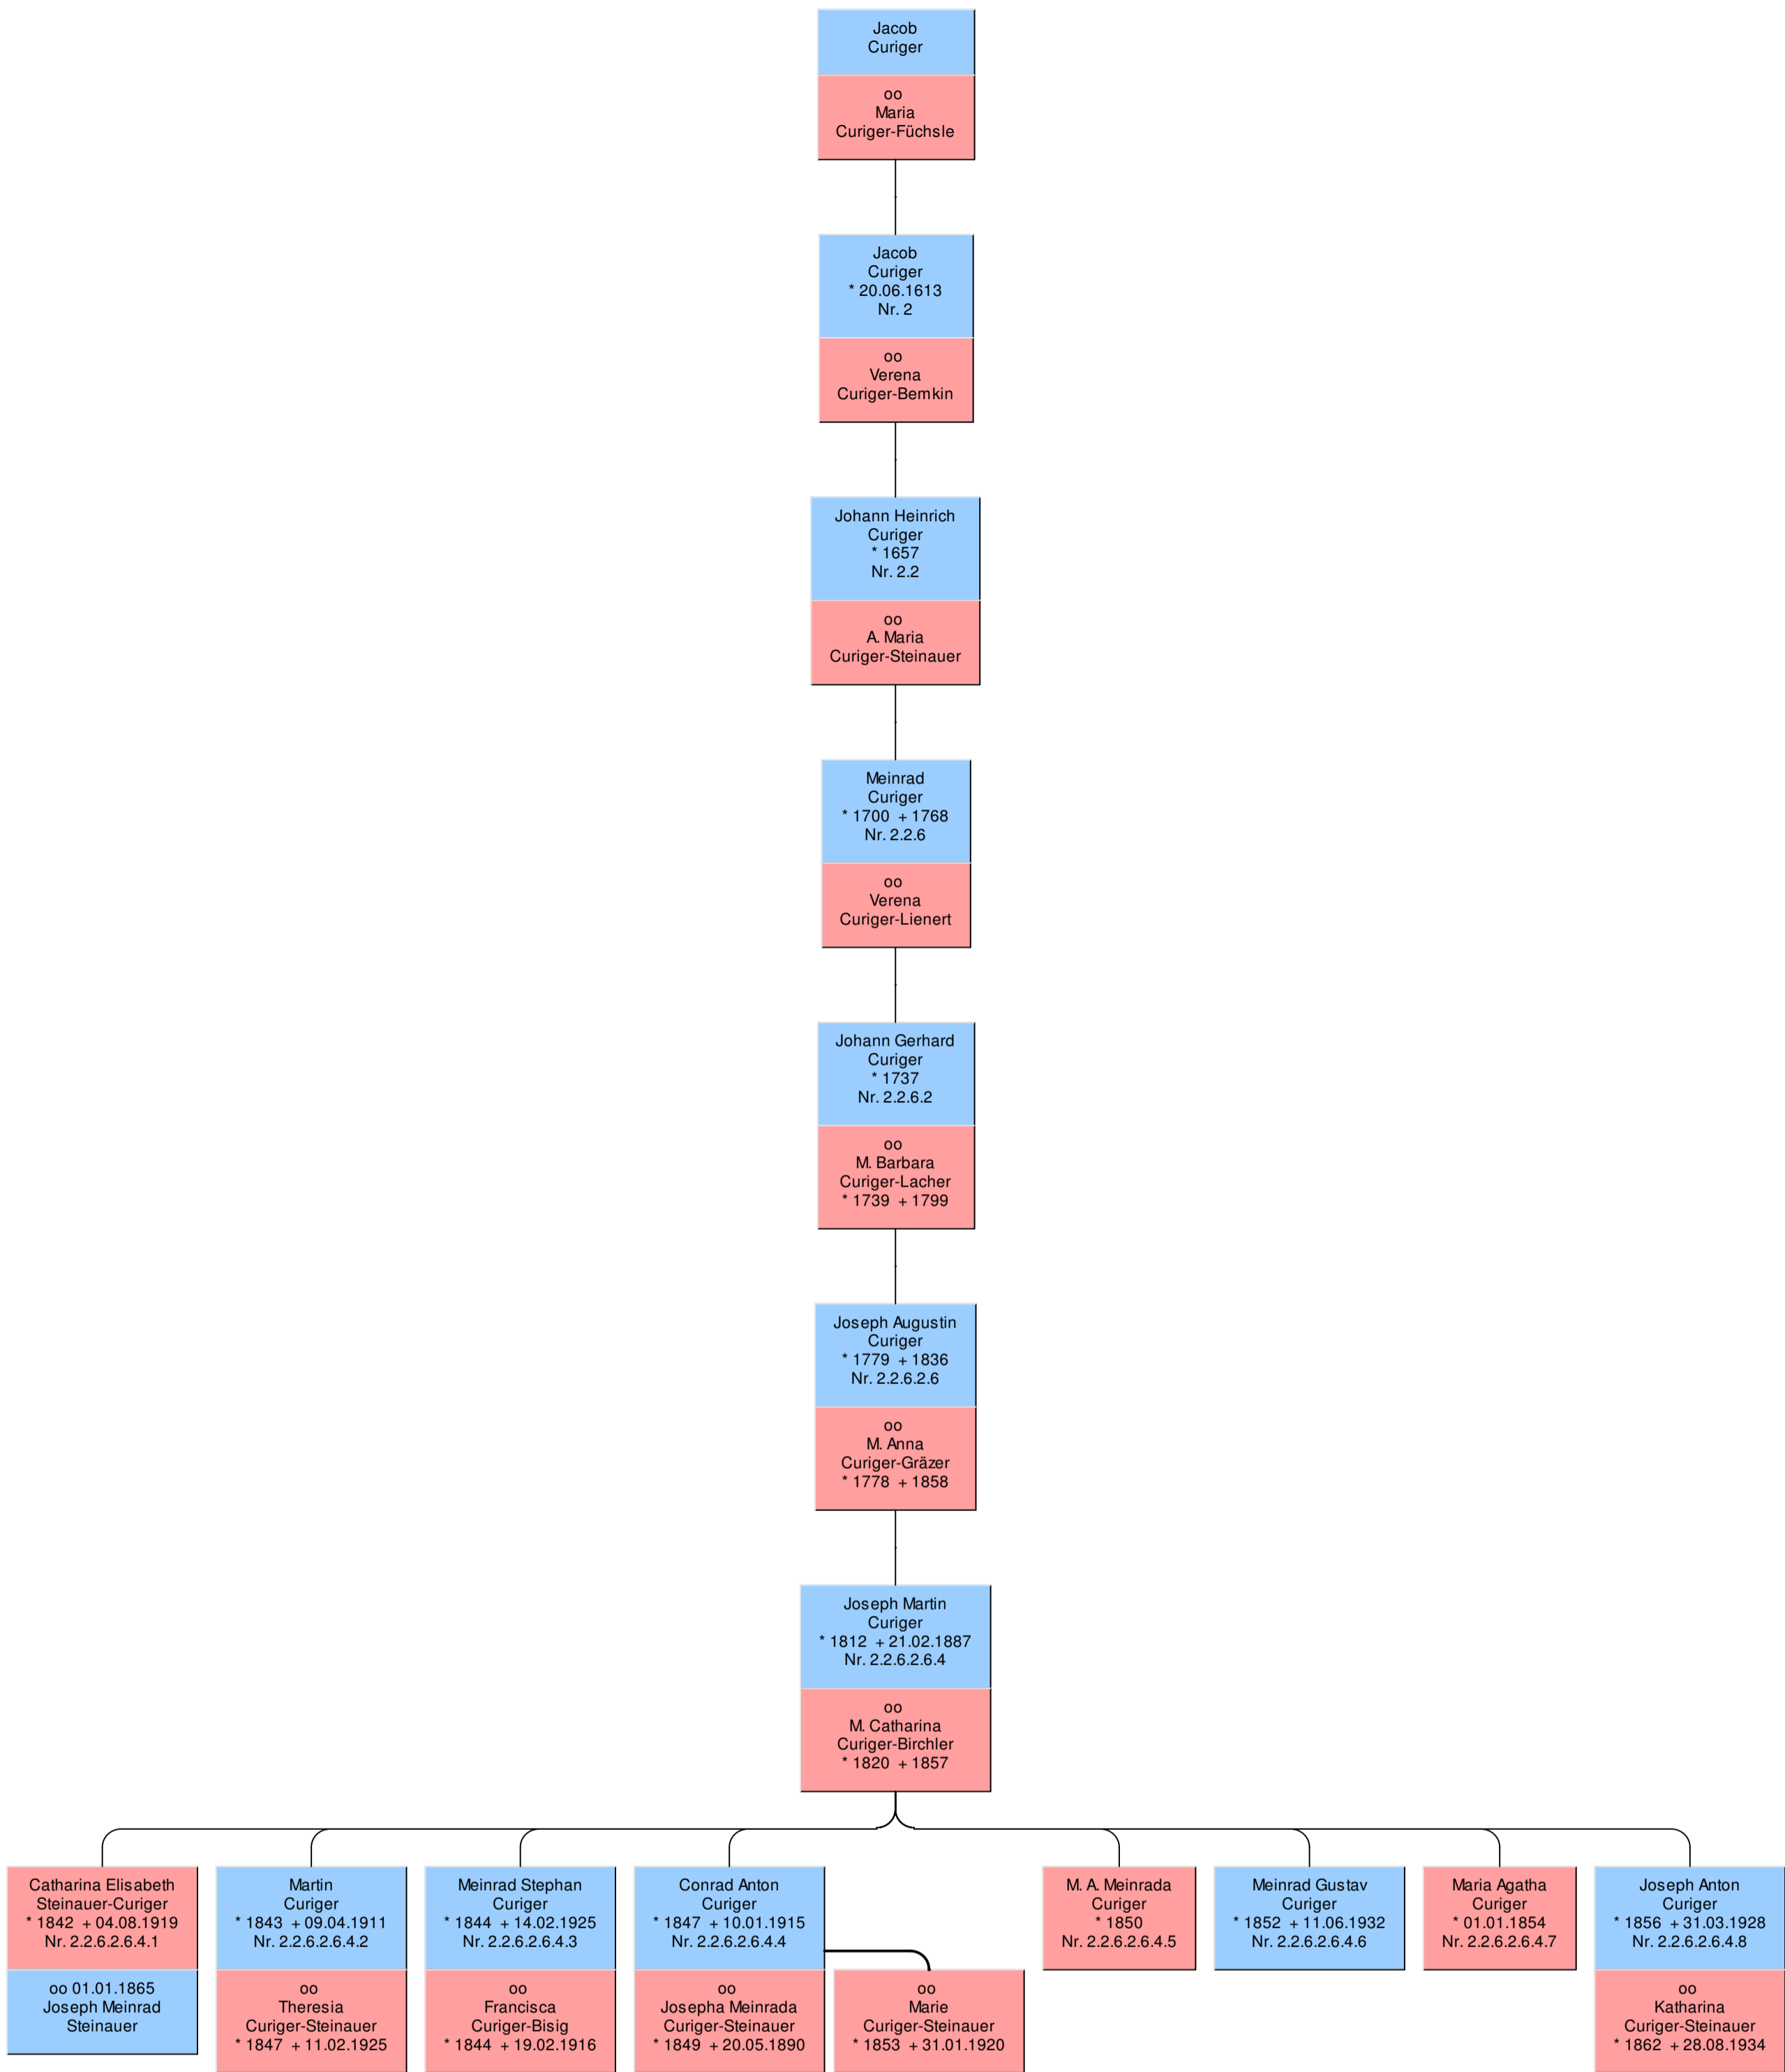 Jacob
Curiger
oo
Maria
Curiger-Füchsle
Jacob
Curiger
* 20.06.1613
Nr. 2
oo
Verena
Curiger-Bemkin
Johann Heinrich
Curiger
* 1657
Nr. 2.2
oo
A. Maria
Curiger-Steinauer
Meinrad
Curiger
* 1700 + 1768
Nr. 2.2.6
oo
Verena
Curiger-Lienert
Johann Gerhard
Curiger
* 1737
Nr. 2.2.6.2
oo
M. Barbara
Curiger-Lacher
* 1739 + 1799
Joseph Augustin
Curiger
* 1779 + 1836
Nr. 2.2.6.2.6
oo
M. Anna
Curiger-Gräzer
* 1778 + 1858
Joseph Martin
Curiger
* 1812 + 21.02.1887
Nr. 2.2.6.2.6.4
oo
M. Catharina
Curiger-Birchler
* 1820 + 1857
Catharina Elisabeth
Steinauer-Curiger
* 1842 + 04.08.1919
Nr. 2.2.6.2.6.4.1
oo 01.01.1865
Joseph Meinrad
Steinauer
Martin
Curiger
* 1843 + 09.04.1911
Nr. 2.2.6.2.6.4.2
oo
Theresia
Curiger-Steinauer
* 1847 + 11.02.1925
Meinrad Stephan
Curiger
* 1844 + 14.02.1925
Nr. 2.2.6.2.6.4.3
oo
Francisca
Curiger-Bisig
* 1844 + 19.02.1916
Conrad Anton
Curiger
* 1847 + 10.01.1915
Nr. 2.2.6.2.6.4.4
oo
Josepha Meinrada
Curiger-Steinauer
* 1849 + 20.05.1890
oo
Marie
Curiger-Steinauer
* 1853 + 31.01.1920
M. A. Meinrada
Curiger
* 1850
Nr. 2.2.6.2.6.4.5
Meinrad Gustav
Curiger
* 1852 + 11.06.1932
Nr. 2.2.6.2.6.4.6
Maria Agatha
Curiger
* 01.01.1854
Nr. 2.2.6.2.6.4.7
Joseph Anton
Curiger
* 1856 + 31.03.1928
Nr. 2.2.6.2.6.4.8
oo
Katharina
Curiger-Steinauer
* 1862 + 28.08.1934